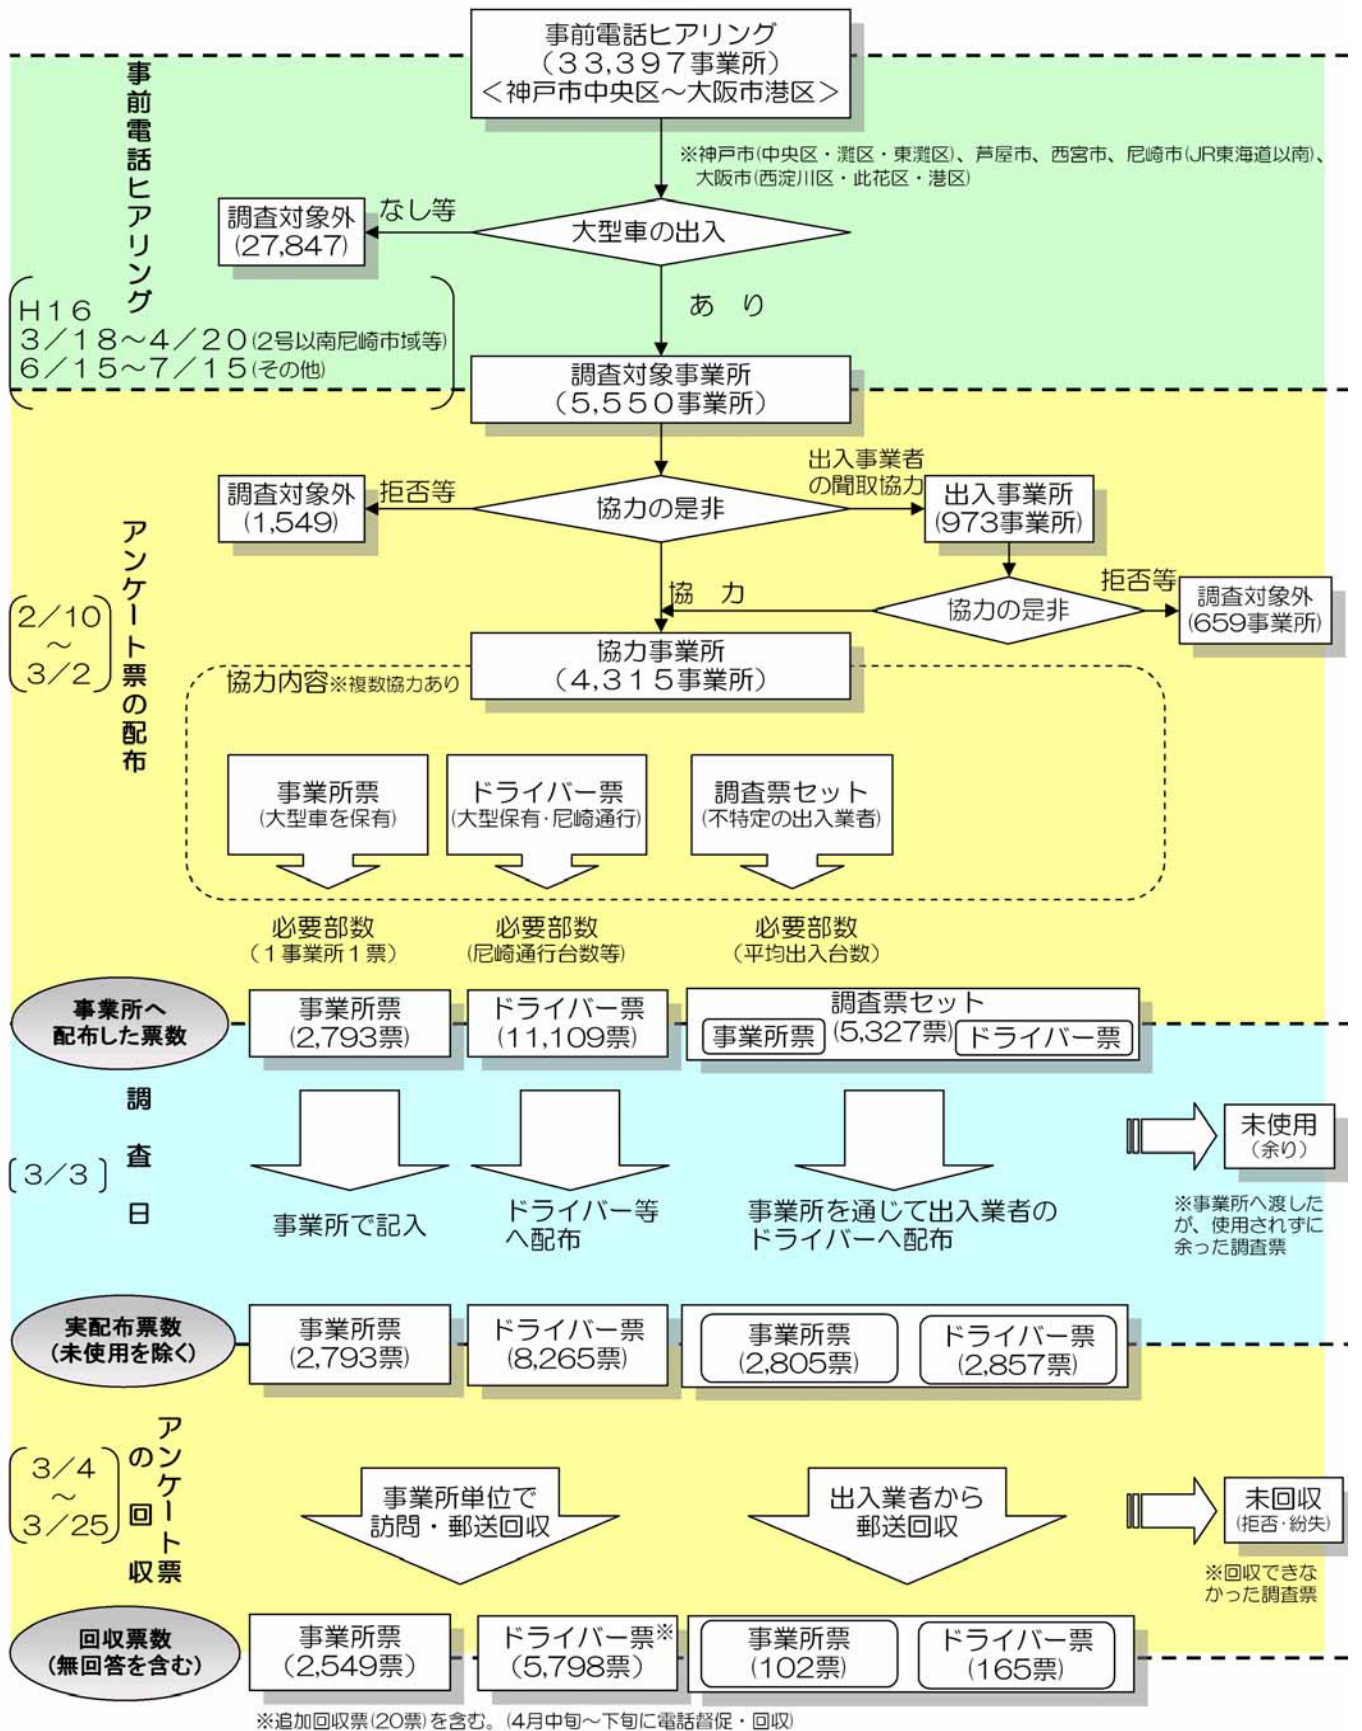 事前電話ヒアリング
（３３,３９７事業所）
＜神戸市中央区～大阪市港区＞
事前電話ヒアリング
※神戸市(中央区・灘区・東灘区)、芦屋市、西宮市、尼崎市(JR東海道以南)、
大阪市(西淀川区・此花区・港区)
調査対象外
(27,847)
なし等
大型車の出入
あ り
Ｈ１６
３／１８～４／２０(2号以南尼崎市域等)
６／１５～７／１５(その他)
調査対象事業所
（５,５５０事業所）
アンケート票の配布
2／10
～
3／2
調査対象外
(1,549)
拒否等
協力の是非
出入事業者
の聞取協力
出入事業所
(973事業所)
協 力
協力の是非
拒否等
調査対象外
(659事業所)
協力事業所
（４,３１５事業所）
協力内容※複数協力あり
事業所票
(大型車を保有)
ドライバー票
(大型保有・尼崎通行)
調査票セット
(不特定の出入業者)
必要部数
（１事業所１票）
必要部数
(尼崎通行台数等)
必要部数
(平均出入台数)
事業所へ
配布した票数
事業所票
(2,793票)
ドライバー票
(11,109票)
調査票セット
事業所票 (5,327票) ドライバー票
調査日
3／3
事業所で記入
ドライバー等
へ配布
事業所を通じて出入業者の
ドライバーへ配布
未使用
（余り）
※事業所へ渡した
が、使用されずに
余った調査票
実配布票数
(未使用を除く)
事業所票
(2,793票)
ドライバー票
(8,265票)
事業所票
(2,805票)
ドライバー票
(2,857票)
アンケート票
の回収
3／4
～
3／25
事業所単位で
訪問・郵送回収
出入業者から
郵送回収
未回収
(拒否・紛失)
※回収できな
かった調査票
回収票数
(無回答を含む)
事業所票
（2,549票）
ドライバー票※
（5,798票）
事業所票
(102票)
ドライバー票
(165票)
※追加回収票(20票)を含む。(4月中旬～下旬に電話督促・回収)